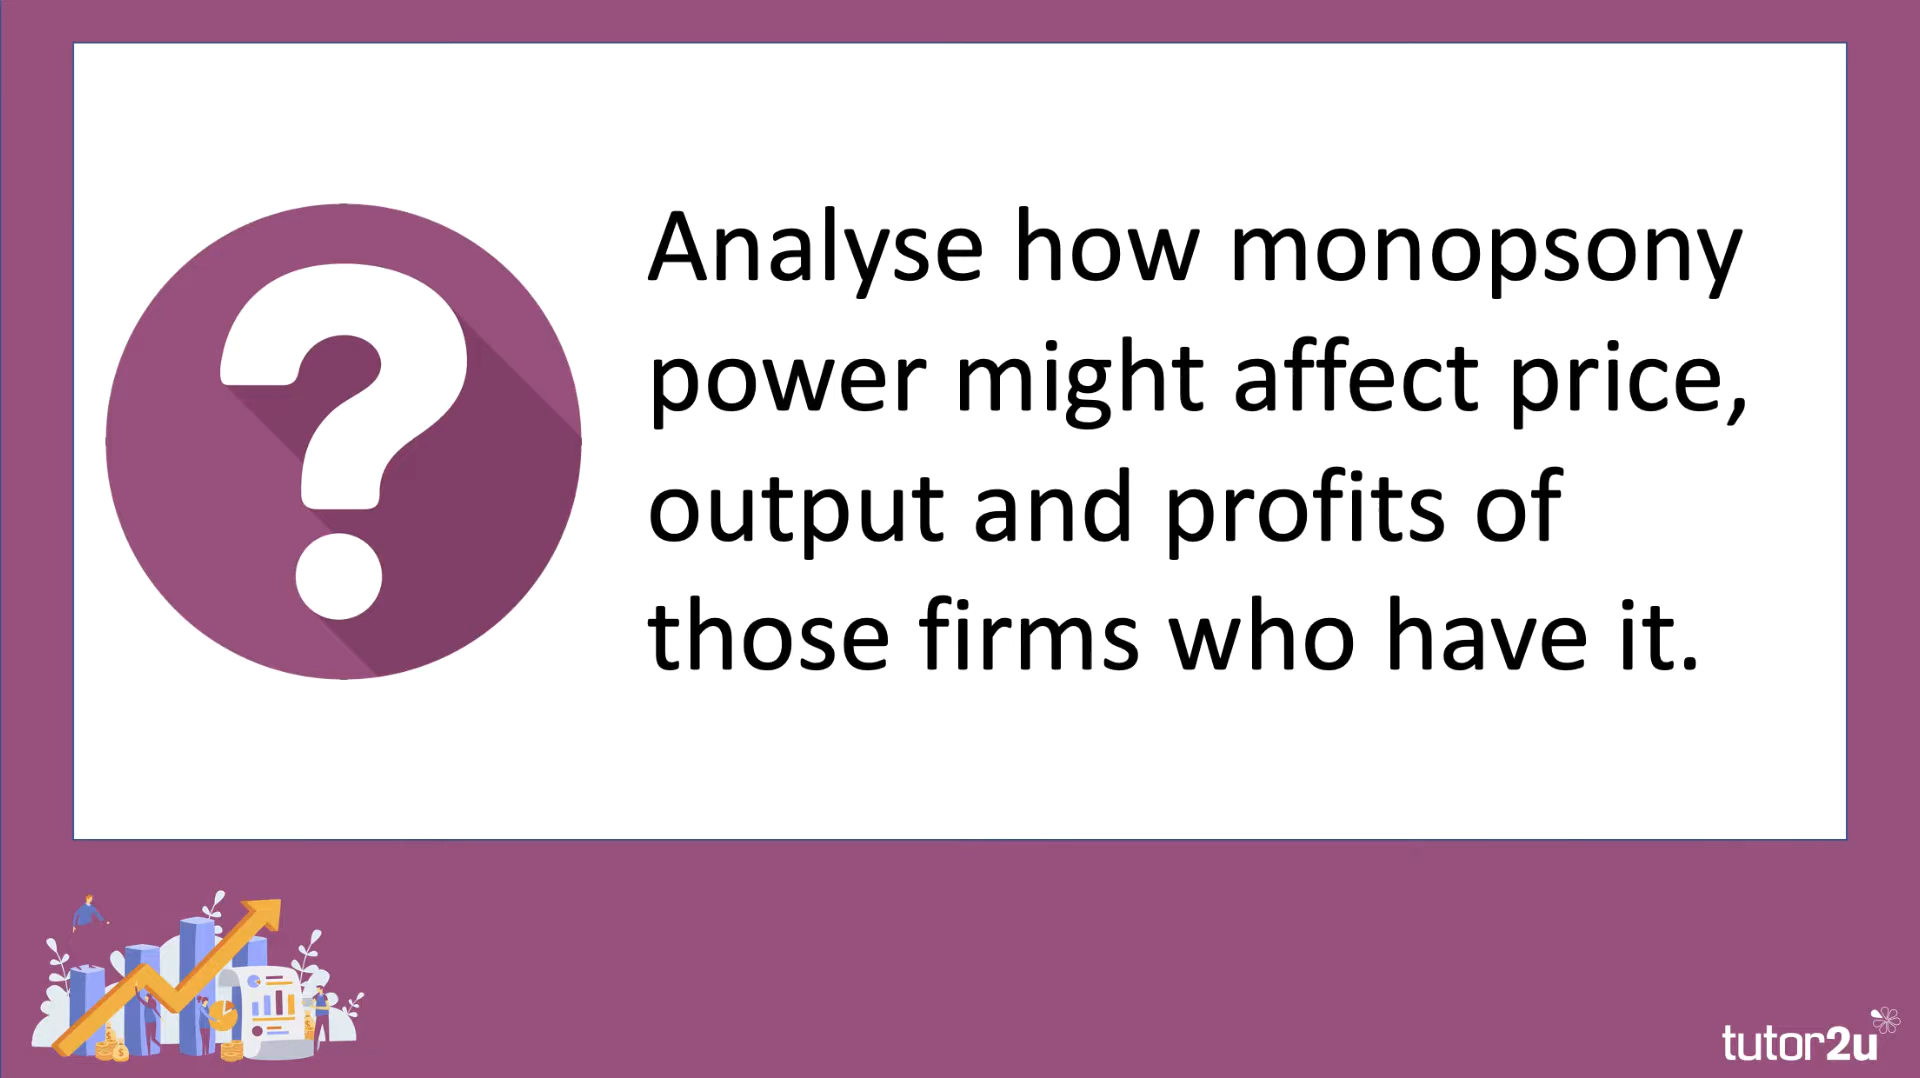 Analyse how monopsony
power might affect price,
output and profits of
those firms who have it.
tutor2u